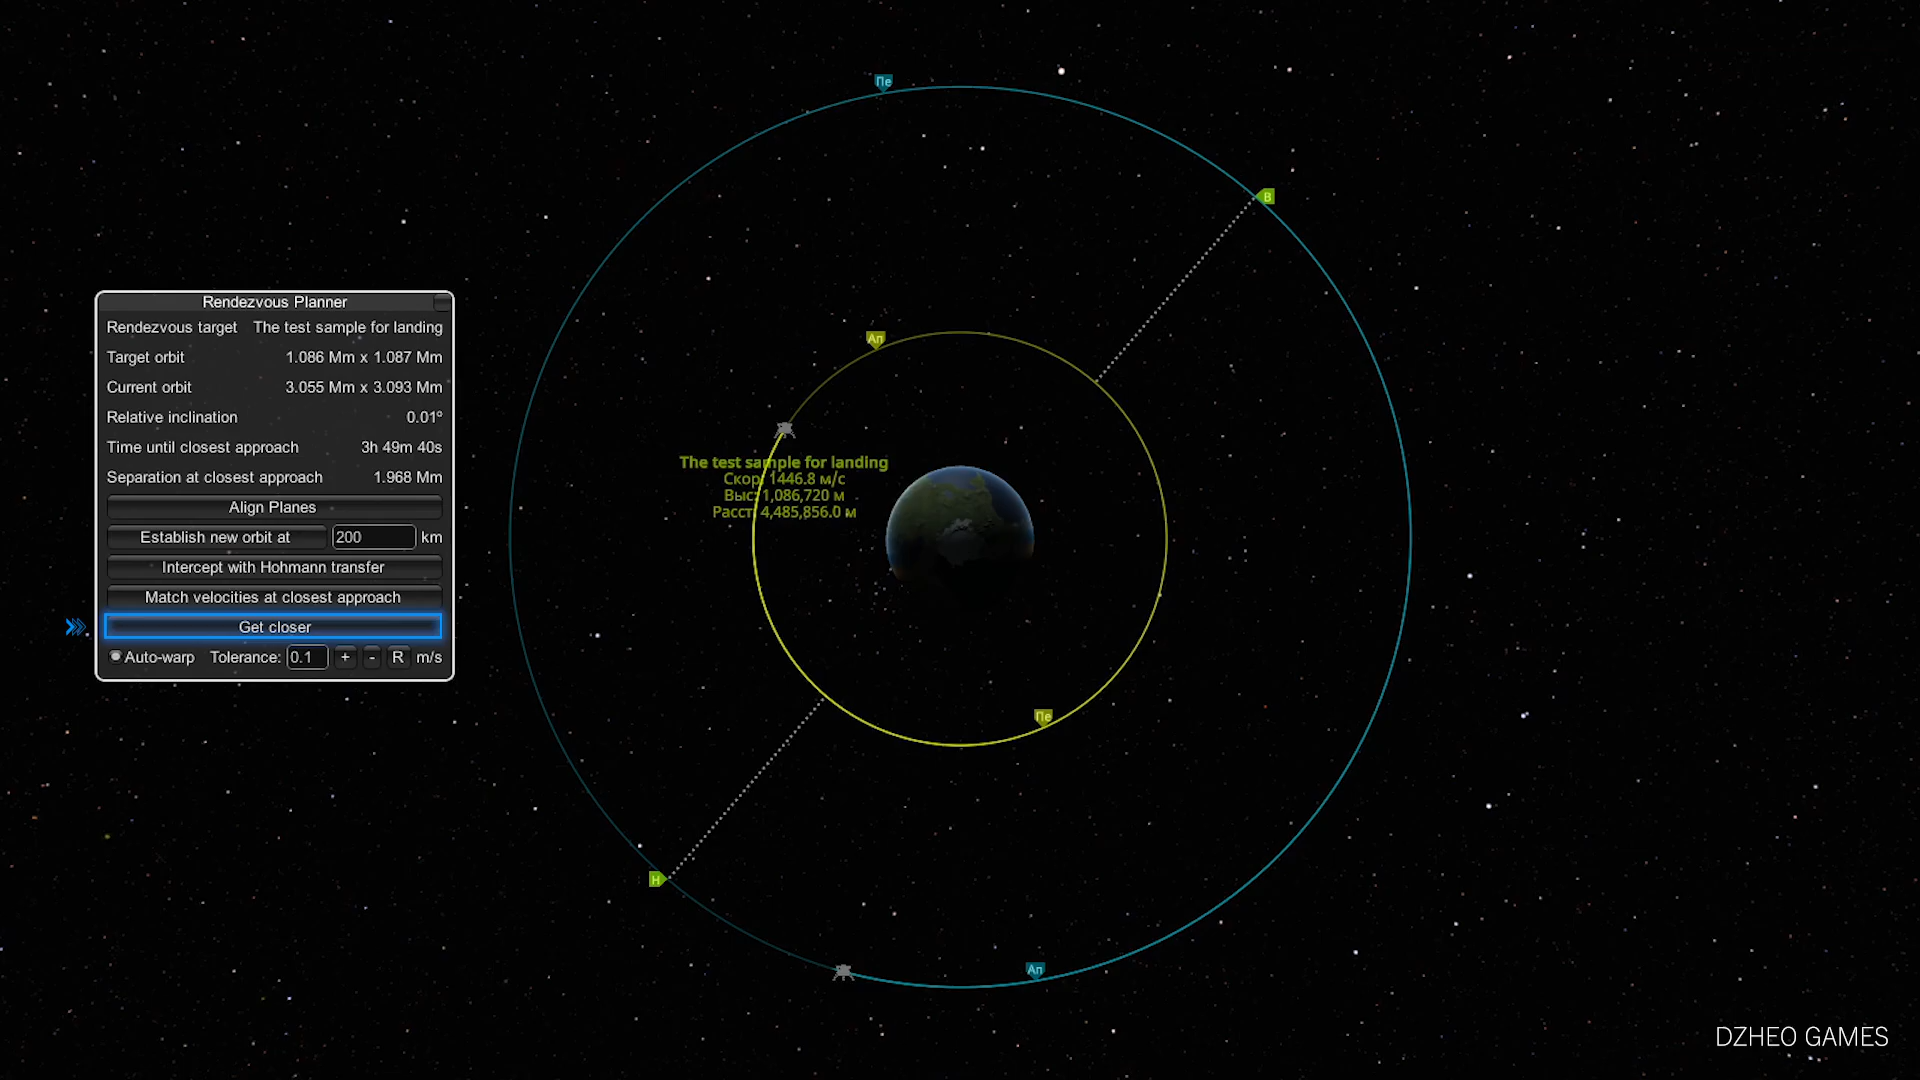 Пе
В
Rendezvous Planner
Rendezvous target The test sample for landing
Target orbit 1.086 Mm x 1.087 Mm
Current orbit 3.055 Mm x 3.093 Mm
Relative inclination 0.01º
Time until closest approach 3h 49m 40s
Separation at closest approach 1.968 Mm
Align Planes
Establish new orbit at 200 km
Intercept with Hohmann transfer
Match velocities at closest approach
Get closer
Auto-warp Tolerance: 0.1 + - R m/s
Ап
The test sample for landing
Скор: 1446.8 м/с
Выс: 1,086,720 м
Расст: 4,485,856.0 м
Пе
Н
Ап
DZHEO GAMES